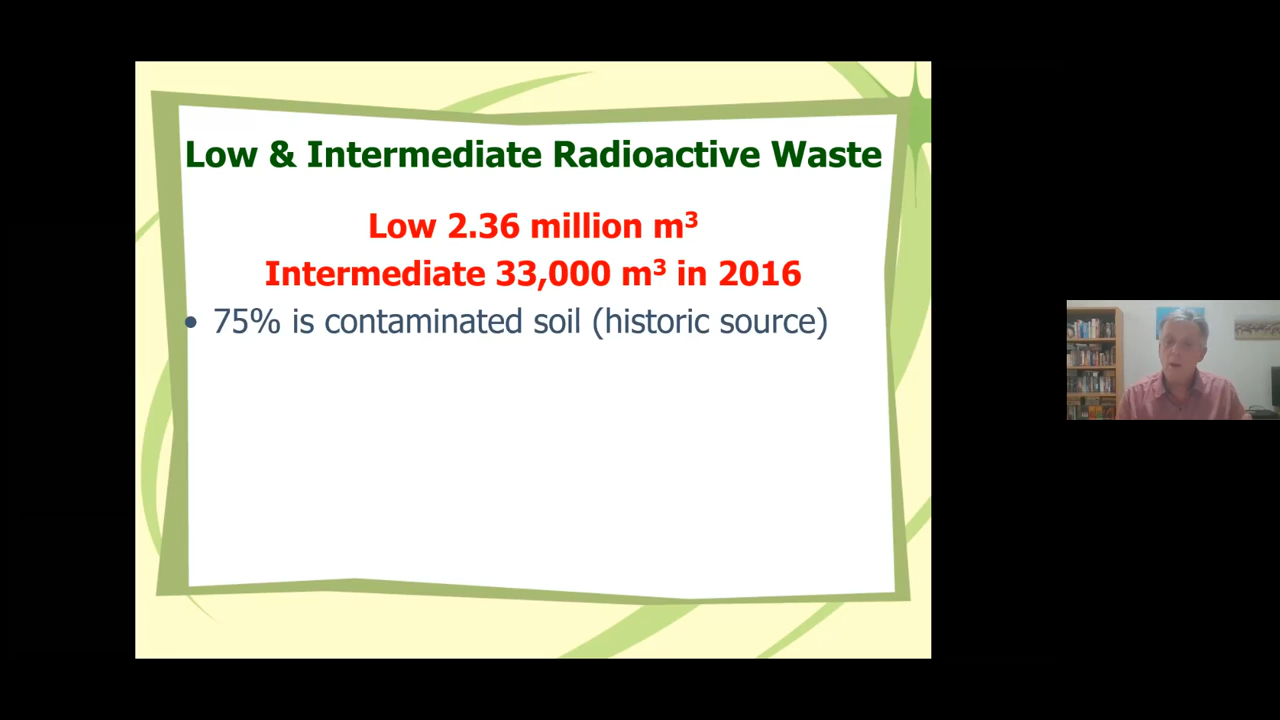 Low & Intermediate Radioactive Waste
Low 2.36 million m³
Intermediate 33,000 m³ in 2016
• 75% is contaminated soil (historic source)